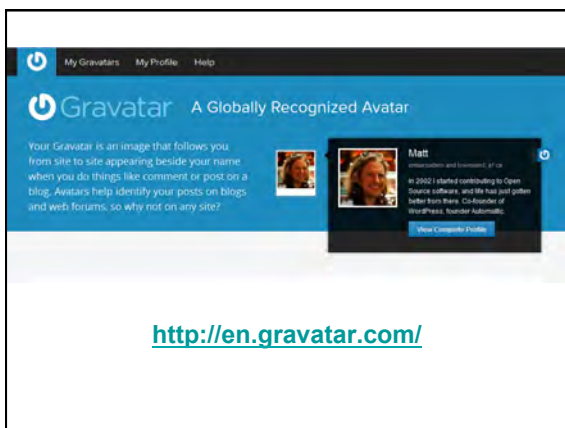 My Gravatars My Profile Help
Gravatar A Globally Recognized Avatar
Your Gravatar is an image that follows you
from site to site appearing beside your name
when you do things like comment or post on a
blog. Avatars help identify your posts on blogs
and web forums, so why not on any site?
Matt
In 2002 I started contributing to Open
Source software, and life has just gotten
better from there. Co-founder of
WordPress, founder Automattic.
View Complete Profile
http://en.gravatar.com/